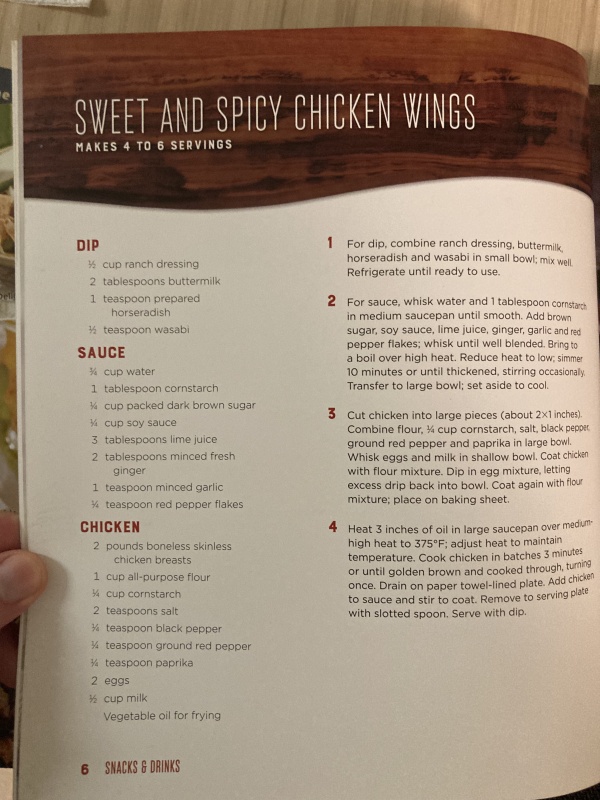 SWEET AND SPICY CHICKEN WINGS
MAKES 4 TO 6 SERVINGS
DIP
½ cup ranch dressing
2 tablespoons buttermilk
1 teaspoon prepared
horseradish
½ teaspoon wasabi
SAUCE
¾ cup water
1 tablespoon cornstarch
¼ cup packed dark brown sugar
¼ cup soy sauce
3 tablespoons lime juice
2 tablespoons minced fresh
ginger
1 teaspoon minced garlic
¼ teaspoon red pepper flakes
CHICKEN
2 pounds boneless skinless
chicken breasts
1 cup all-purpose flour
¼ cup cornstarch
2 teaspoons salt
¼ teaspoon black pepper
¼ teaspoon ground red pepper
¼ teaspoon paprika
2 eggs
½ cup milk
Vegetable oil for frying
1 For dip, combine ranch dressing, buttermilk,
horseradish and wasabi in small bowl; mix well.
Refrigerate until ready to use.
2 For sauce, whisk water and 1 tablespoon cornstarch
in medium saucepan until smooth. Add brown
sugar, soy sauce, lime juice, ginger, garlic and red
pepper flakes; whisk until well blended. Bring to
a boil over high heat. Reduce heat to low; simmer
10 minutes or until thickened, stirring occasionally.
Transfer to large bowl; set aside to cool.
3 Cut chicken into large pieces (about 2×1 inches).
Combine flour, ¼ cup cornstarch, salt, black pepper,
ground red pepper and paprika in large bowl.
Whisk eggs and milk in shallow bowl. Coat chicken
with flour mixture. Dip in egg mixture, letting
excess drip back into bowl. Coat again with flour
mixture; place on baking sheet.
4 Heat 3 inches of oil in large saucepan over medium-
high heat to 375°F; adjust heat to maintain
temperature. Cook chicken in batches 3 minutes
or until golden brown and cooked through, turning
once. Drain on paper towel-lined plate. Add chicken
to sauce and stir to coat. Remove to serving plate
with slotted spoon. Serve with dip.
6 SNACKS & DRINKS